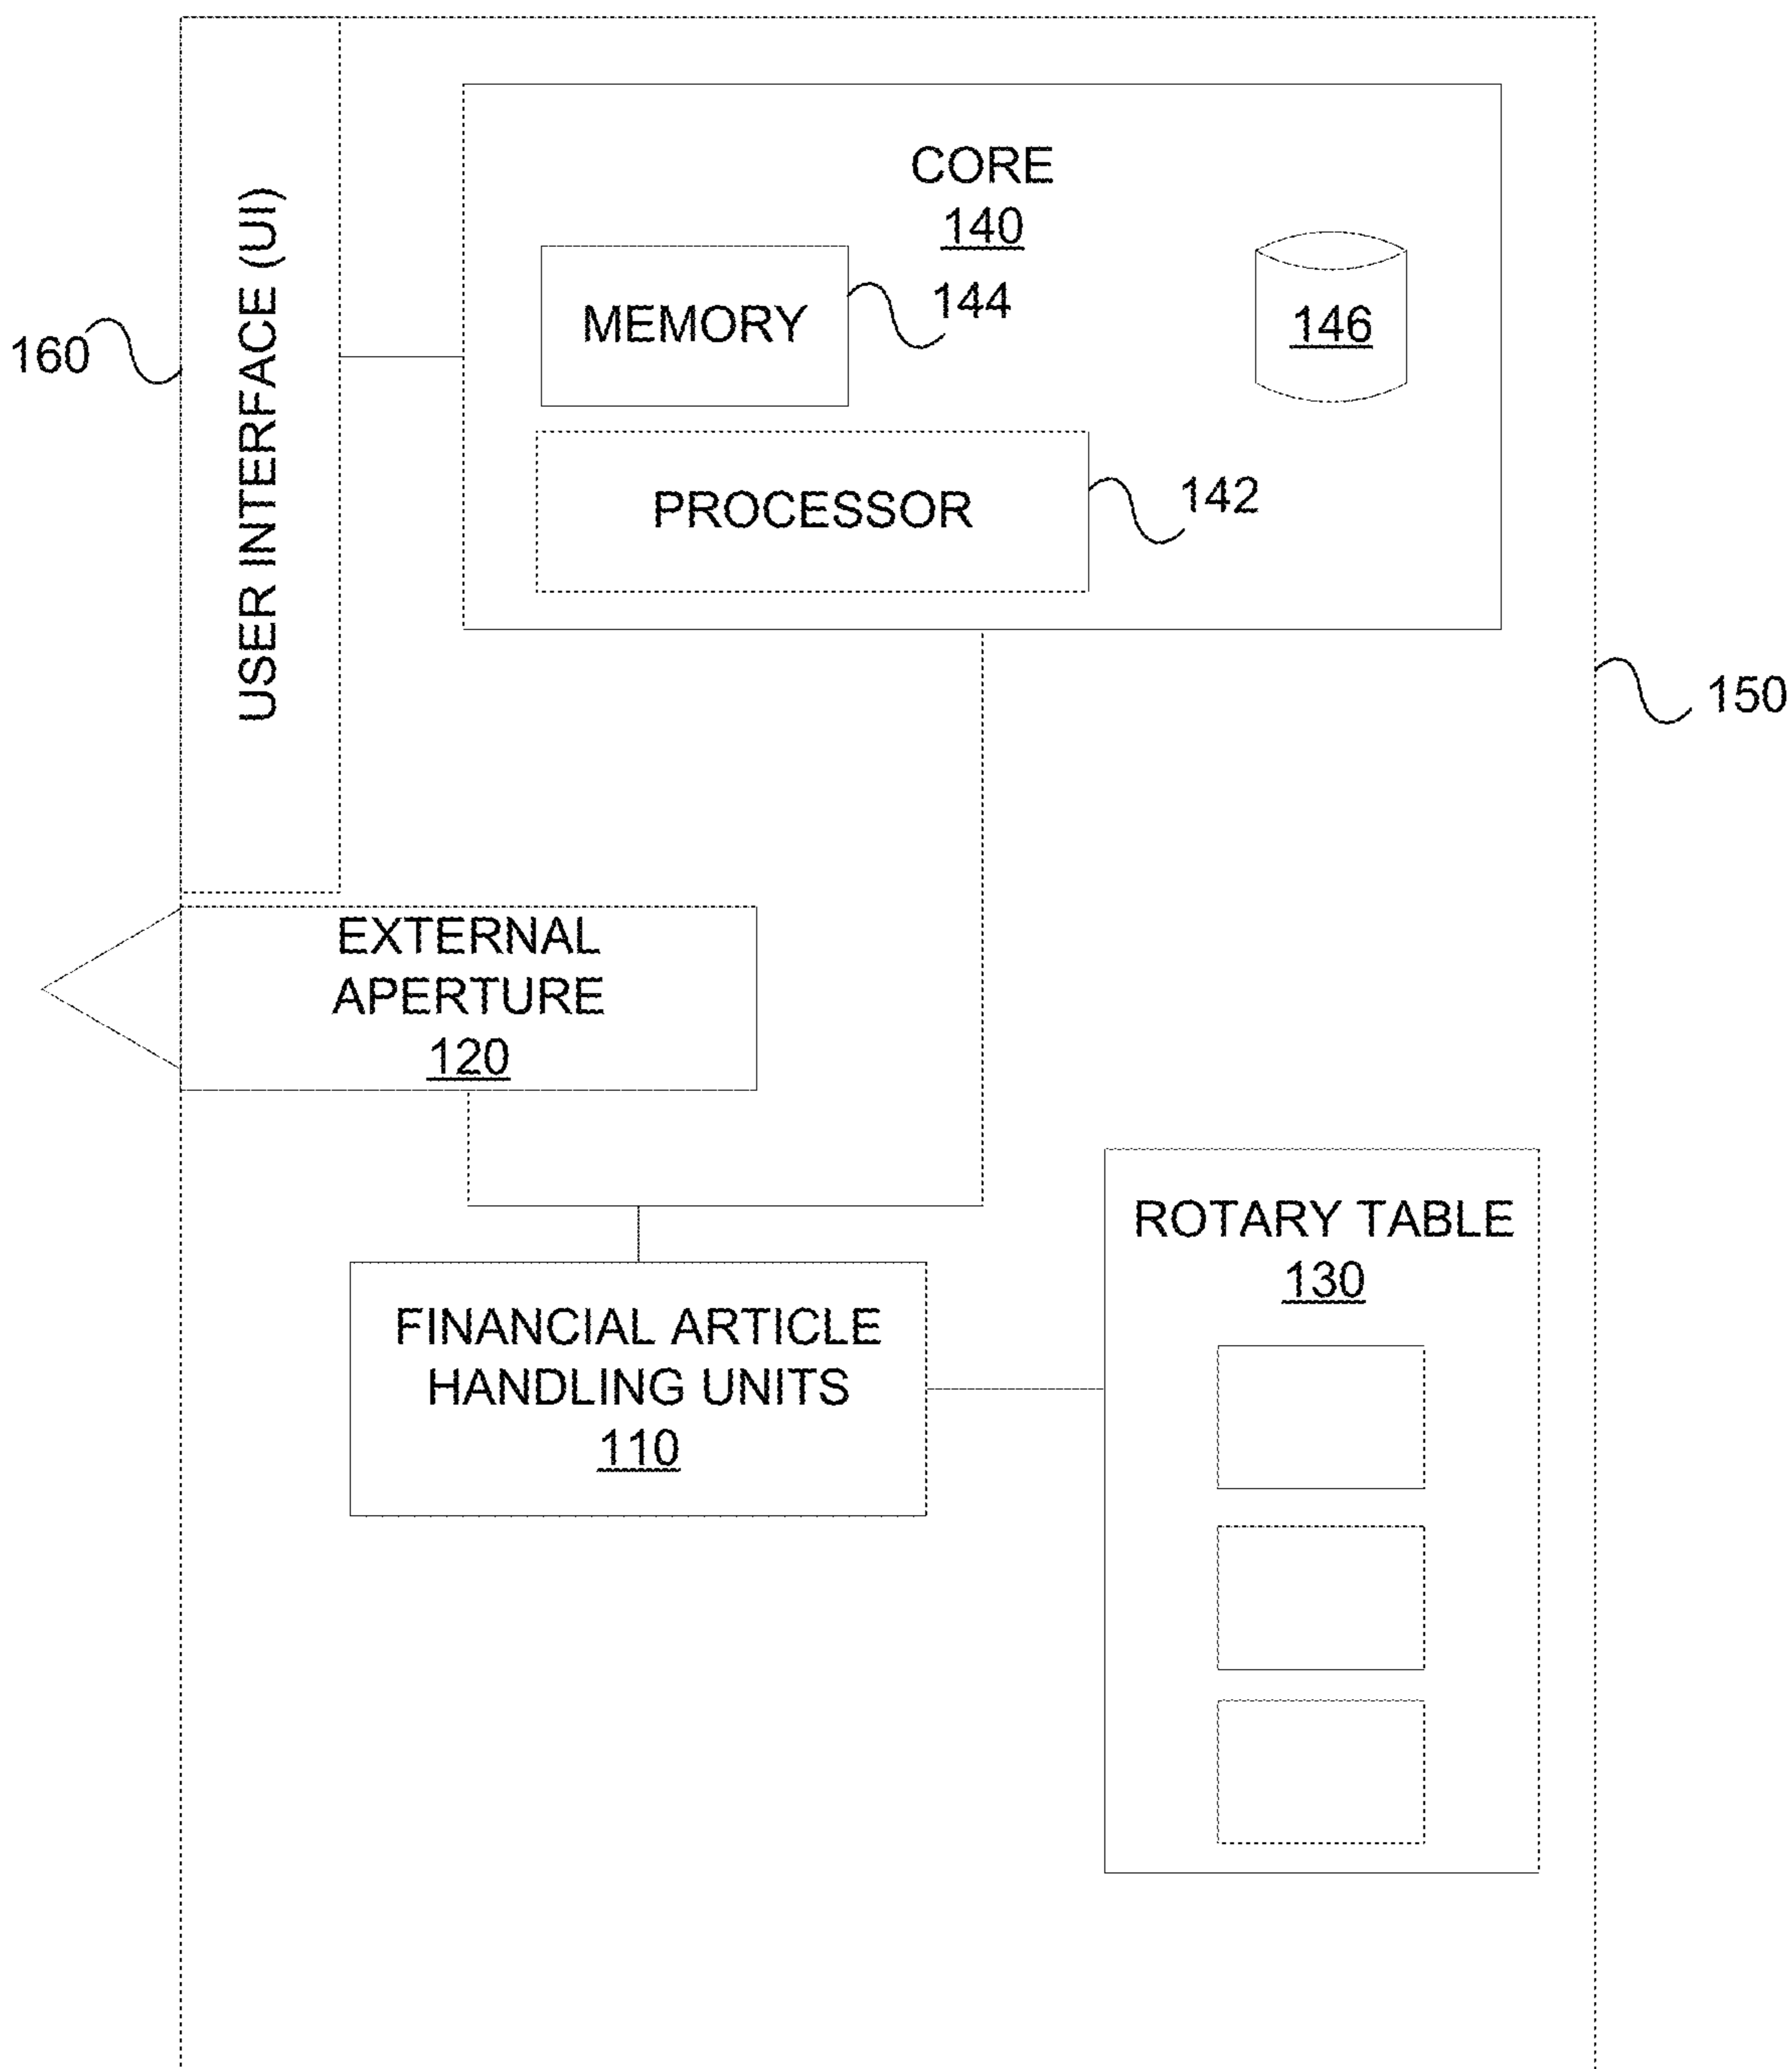 USER INTERFACE (UI)
160
CORE
140
MEMORY
144
146
PROCESSOR
142
150
EXTERNAL
APERTURE
120
ROTARY TABLE
130
FINANCIAL ARTICLE
HANDLING UNITS
110